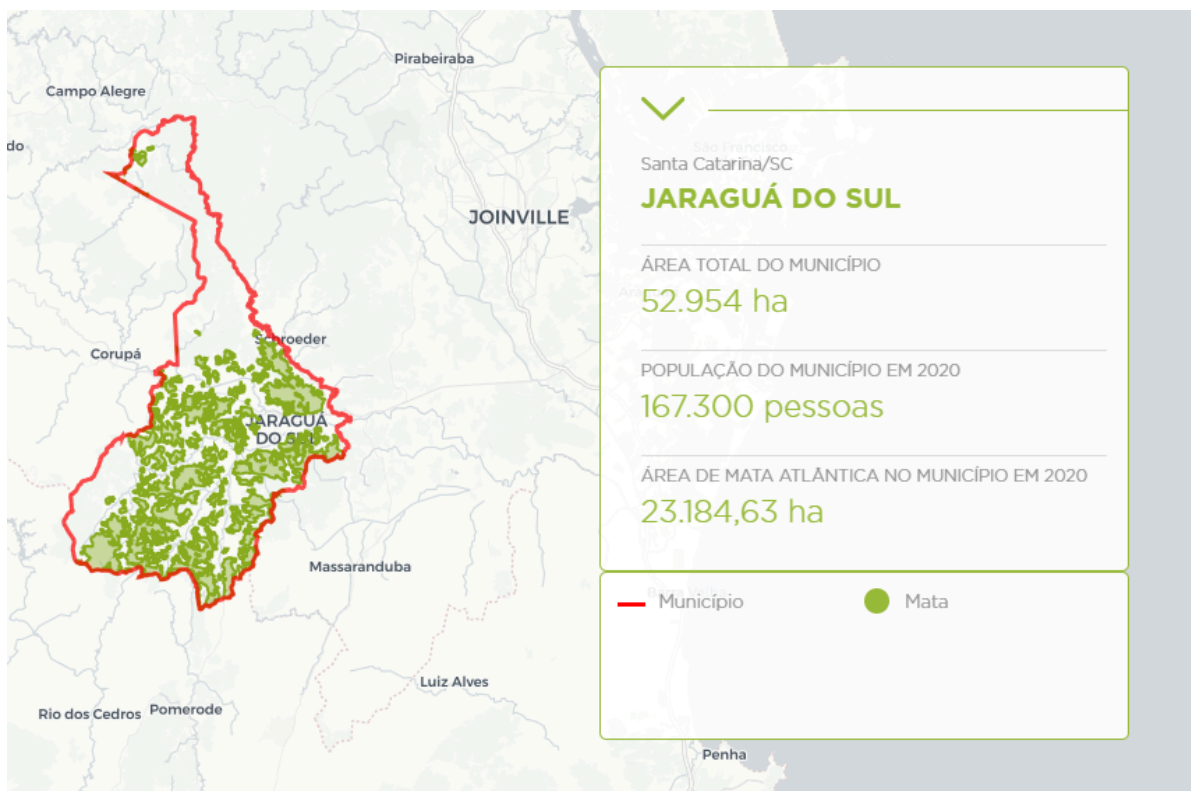 Pirabeiraba
Campo Alegre
do
São Francisco
Santa Catarina/SC
JARAGUÁ DO SUL
JOINVILLE
ÁREA TOTAL DO MUNICÍPIO
52.954 ha
Schroeder
Corupá
POPULAÇÃO DO MUNICÍPIO EM 2020
167.300 pessoas
JARAGUÁ
DO SUL
ÁREA DE MATA ATLÂNTICA NO MUNICÍPIO EM 2020
23.184,63 ha
Massaranduba
Município
Mata
Luiz Alves
Rio dos Cedros
Pomerode
Penha